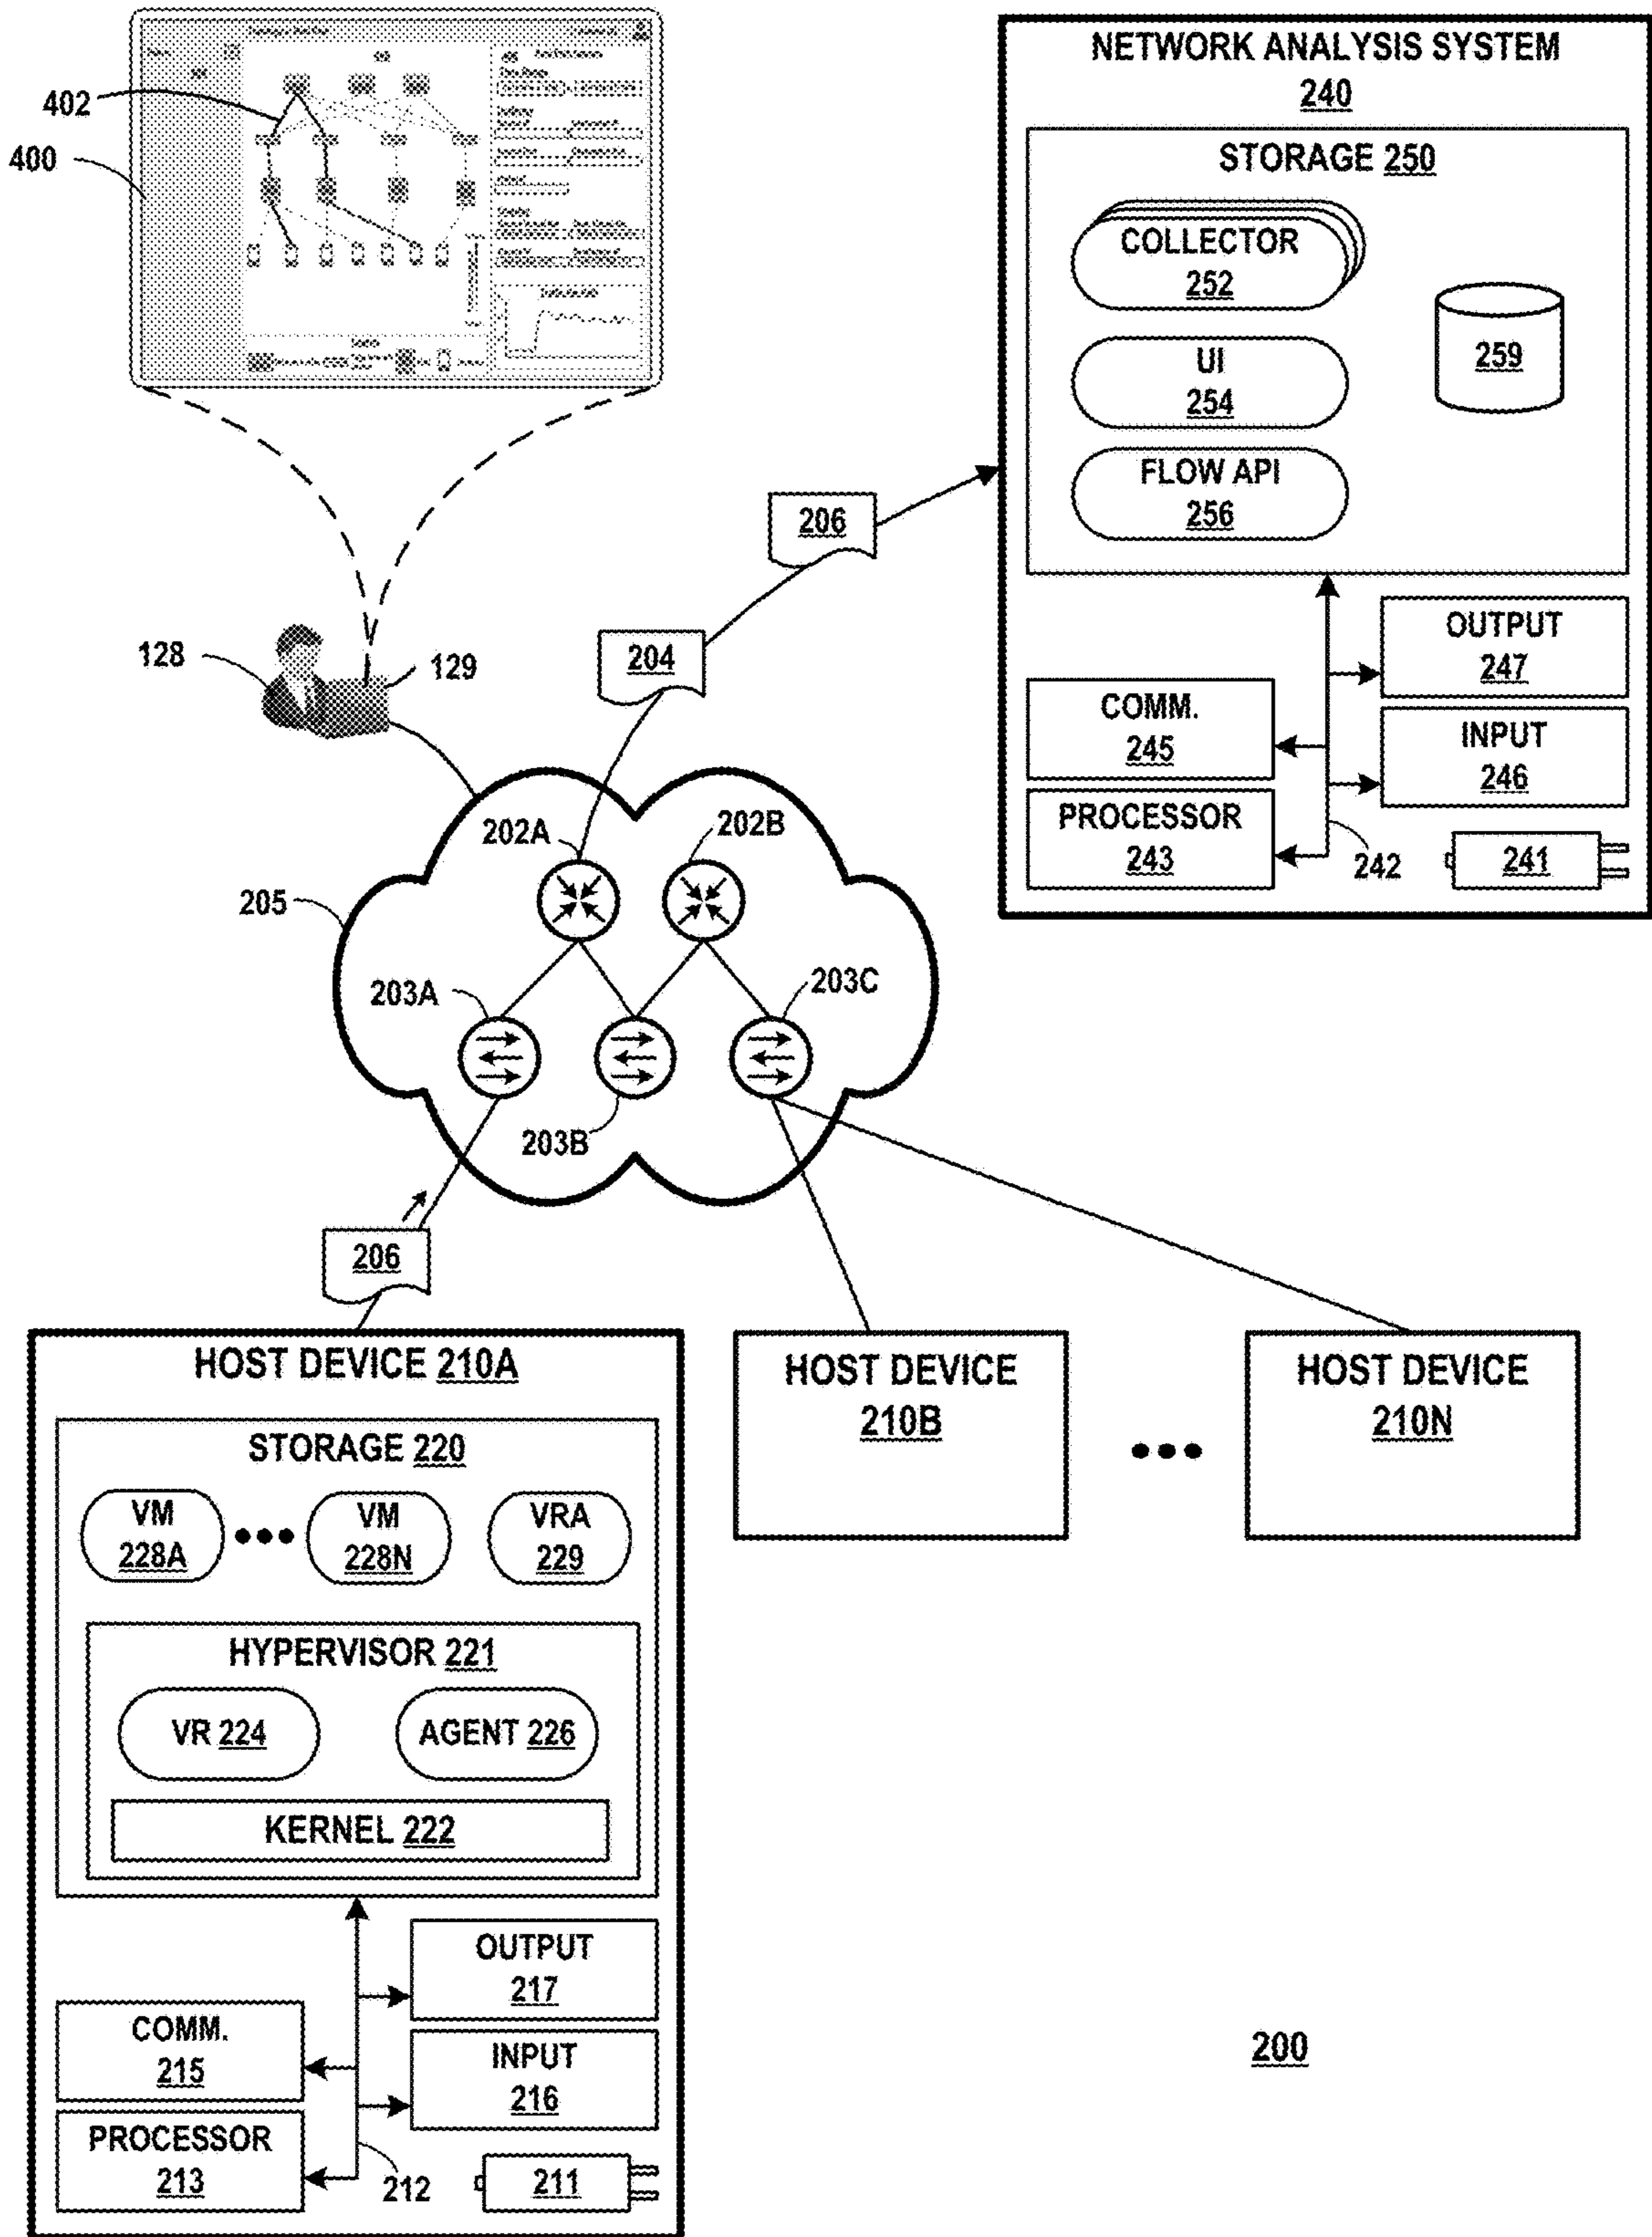 402
400
128
129
NETWORK ANALYSIS SYSTEM
240
STORAGE 250
COLLECTOR
252
UI
254
FLOW API
256
259
OUTPUT
247
COMM.
245
INPUT
246
PROCESSOR
243
242
241
206
204
205
202A
202B
203A
203C
203B
206
HOST DEVICE 210A
STORAGE 220
VM
228A
VM
228N
VRA
229
HYPERVISOR 221
VR 224
AGENT 226
KERNEL 222
OUTPUT
217
COMM.
215
INPUT
216
PROCESSOR
213
212
211
HOST DEVICE
210B
HOST DEVICE
210N
200